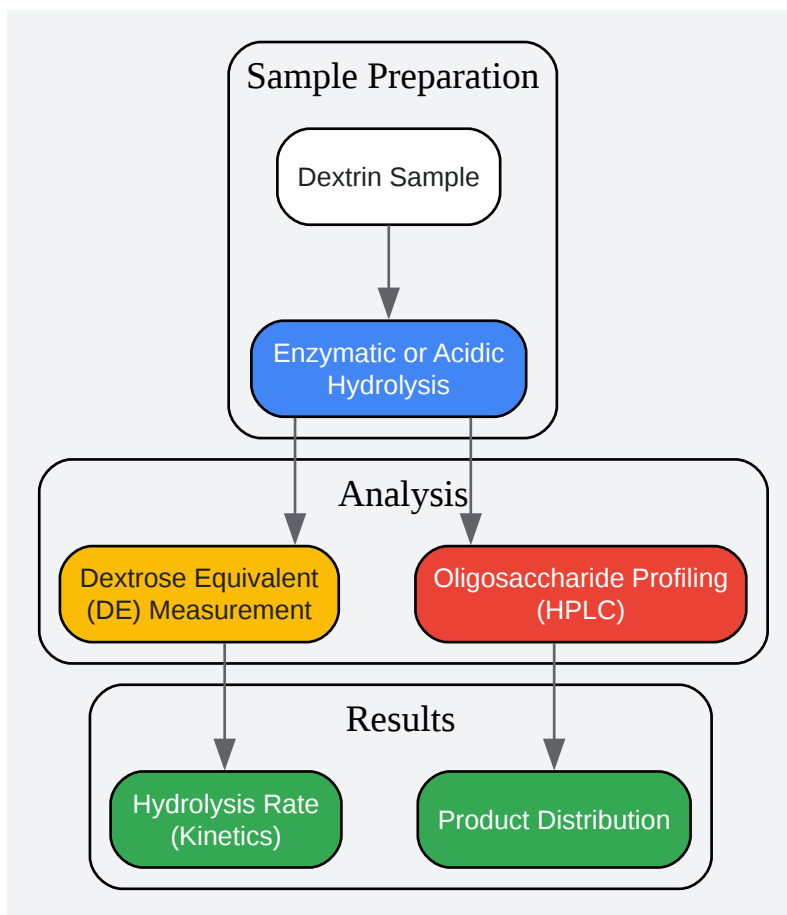 Sample Preparation
Dextrin Sample
Enzymatic or Acidic
Hydrolysis
Analysis
Dextrose Equivalent
(DE) Measurement
Oligosaccharide Profiling
(HPLC)
Results
Hydrolysis Rate
(Kinetics)
Product Distribution